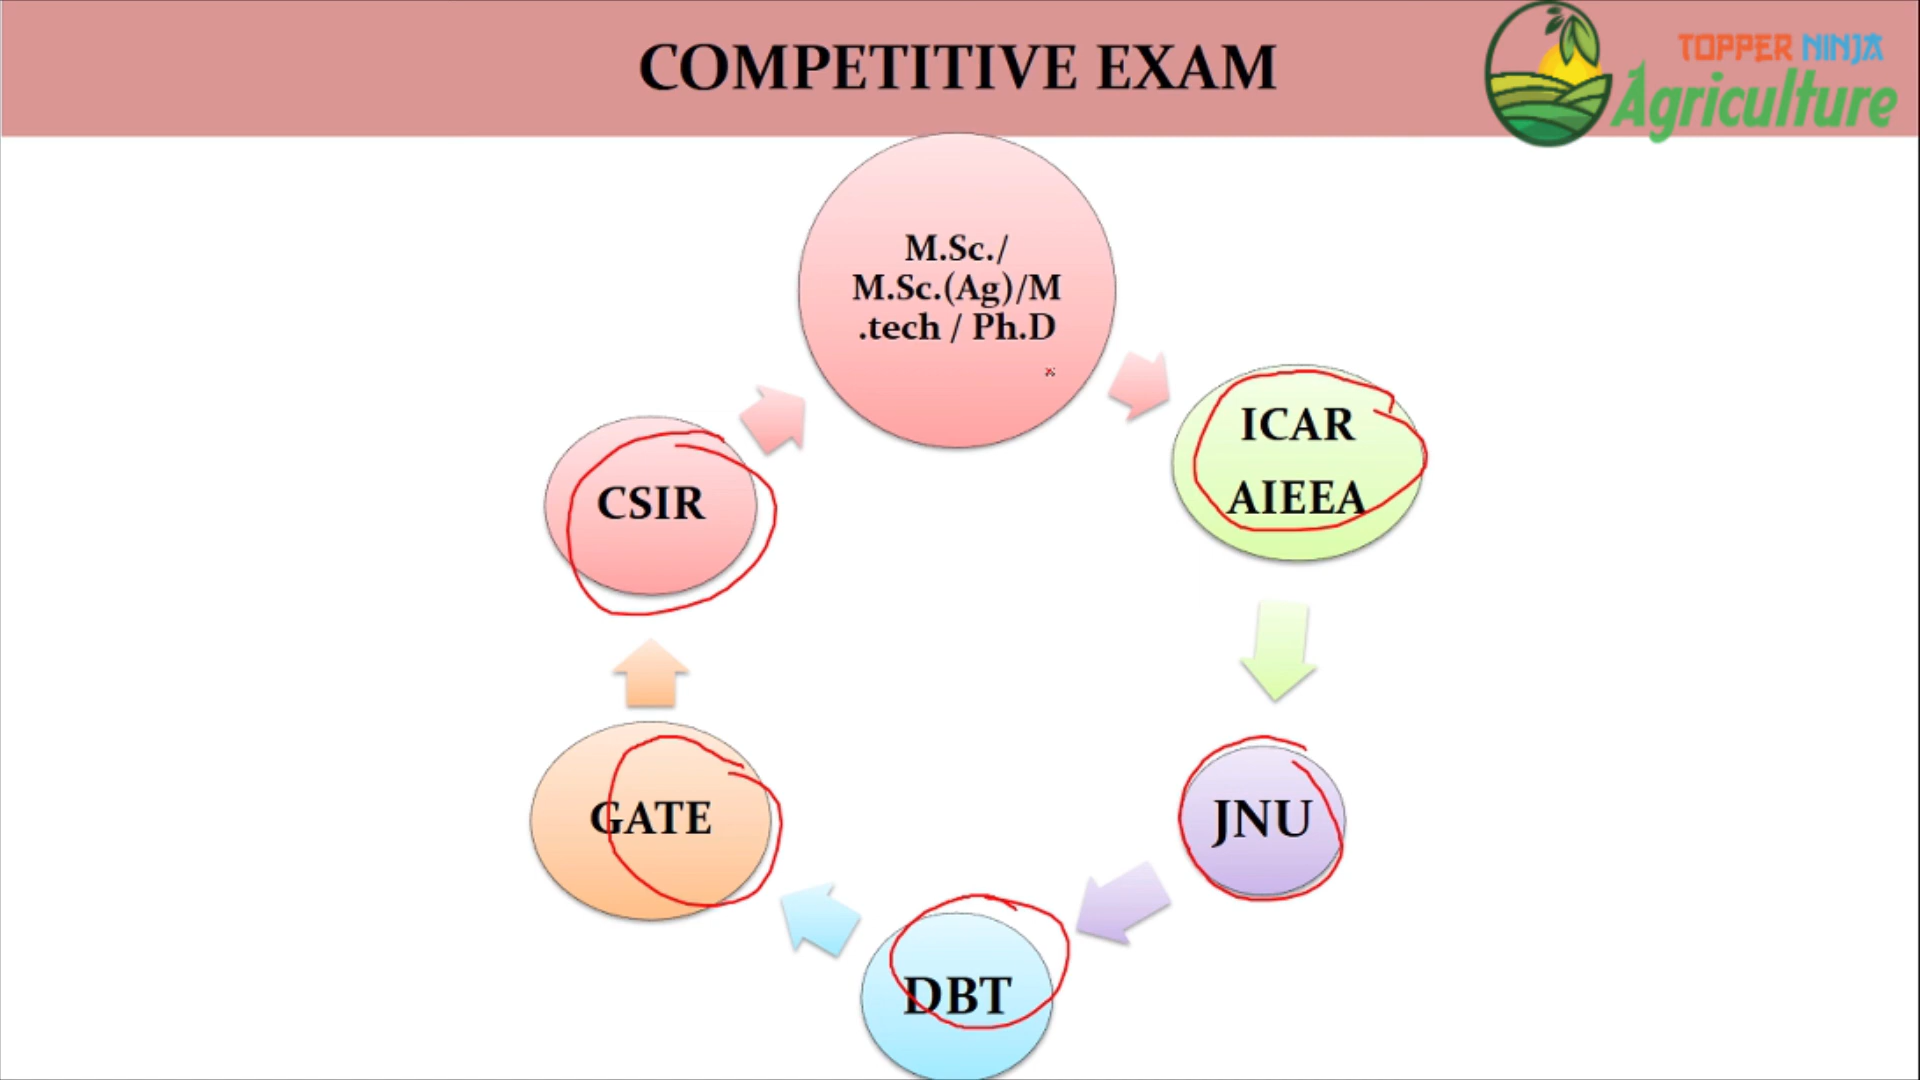 COMPETITIVE EXAM
TOPPER NINJA
Agriculture
M.Sc./
M.Sc.(Ag)/M
.tech / Ph.D
ICAR
AIEEA
JNU
DBT
GATE
CSIR